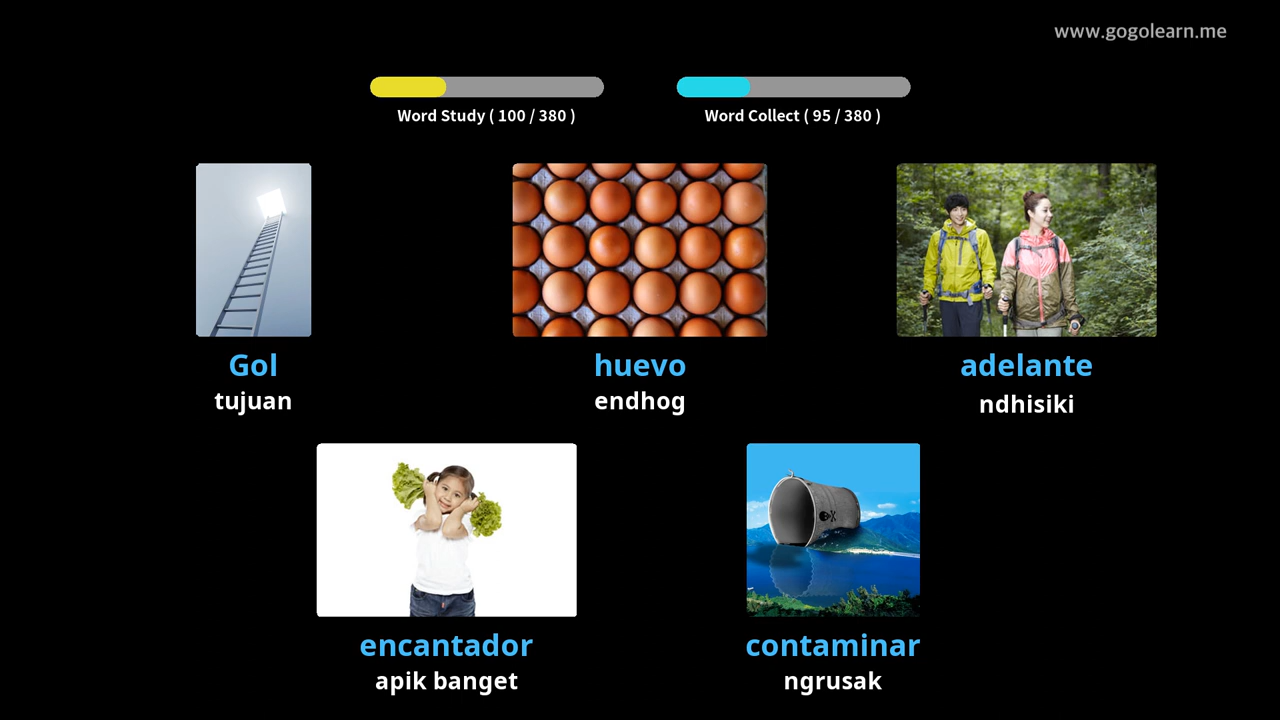 www.gogolearn.me
Word Study ( 100 / 380 )
Word Collect ( 95 / 380 )
Gol
tujuan
huevo
endhog
adelante
ndhisiki
encantador
apik banget
contaminar
ngrusak